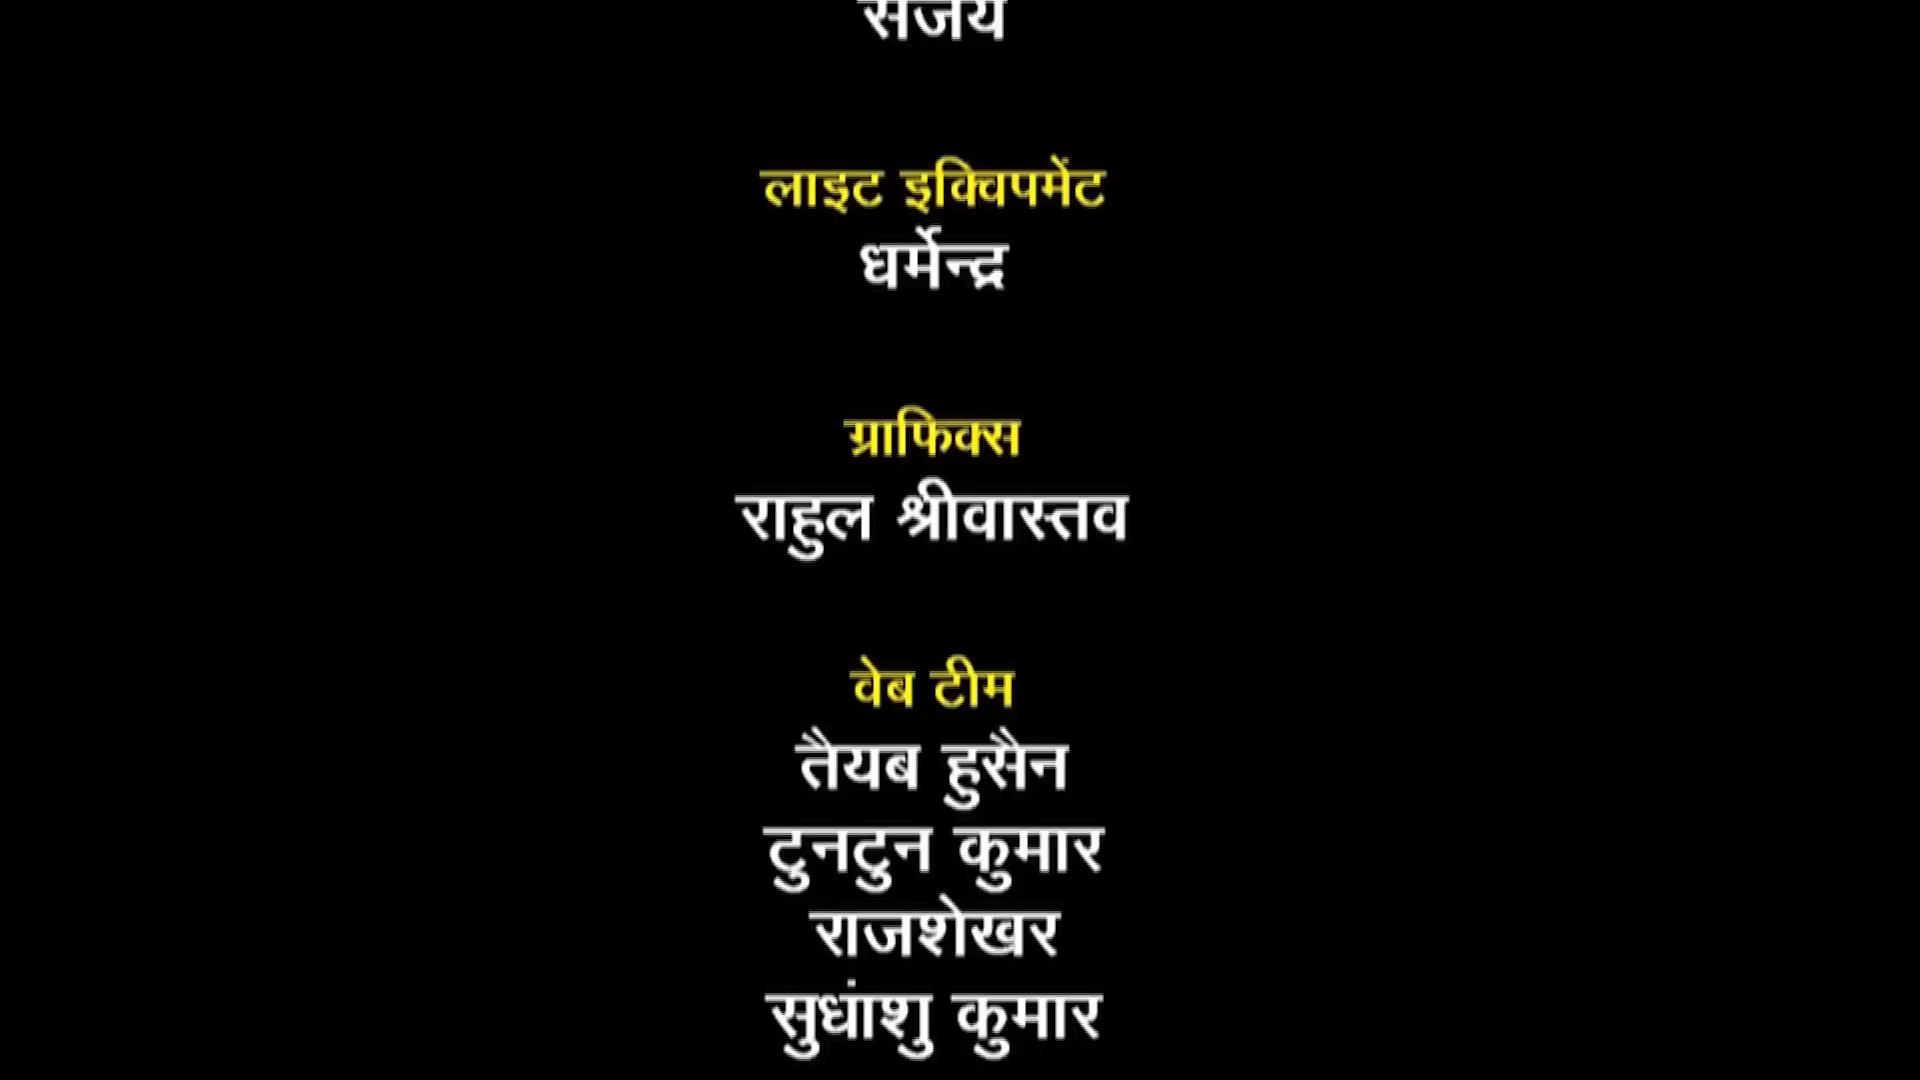 संजय
लाइट इक्विपमेंट
धर्मेन्द्र
ग्राफिक्स
राहुल श्रीवास्तव
वेब टीम
तैयब हुसैन
टुनटुन कुमार
राजशेखर
सुधांशु कुमार